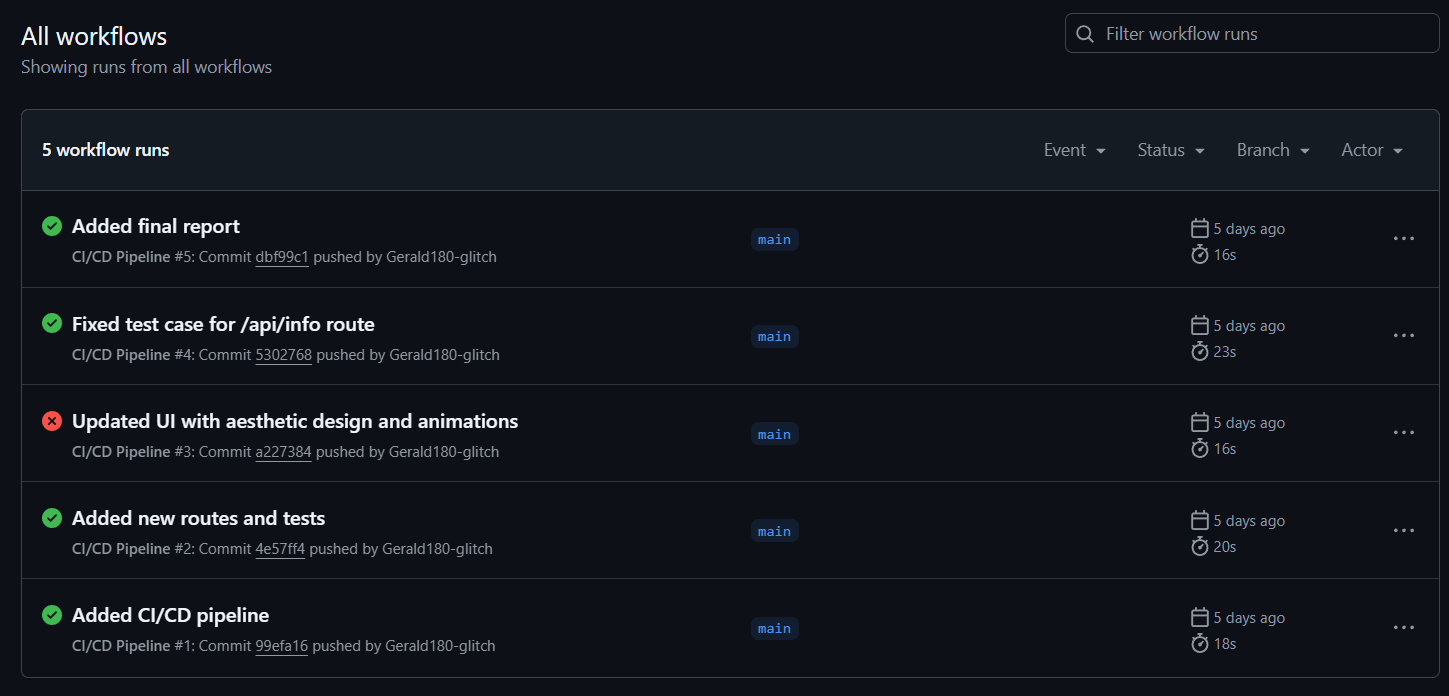 All workflows
Showing runs from all workflows
Filter workflow runs
5 workflow runs
Event
Status
Branch
Actor
Added final report
CI/CD Pipeline #5: Commit dbf99c1 pushed by Gerald180-glitch
main
5 days ago
16s
Fixed test case for /api/info route
CI/CD Pipeline #4: Commit 5302768 pushed by Gerald180-glitch
main
5 days ago
23s
Updated UI with aesthetic design and animations
CI/CD Pipeline #3: Commit a227384 pushed by Gerald180-glitch
main
5 days ago
16s
Added new routes and tests
CI/CD Pipeline #2: Commit 4e57ff4 pushed by Gerald180-glitch
main
5 days ago
20s
Added CI/CD pipeline
CI/CD Pipeline #1: Commit 99efa16 pushed by Gerald180-glitch
main
5 days ago
18s